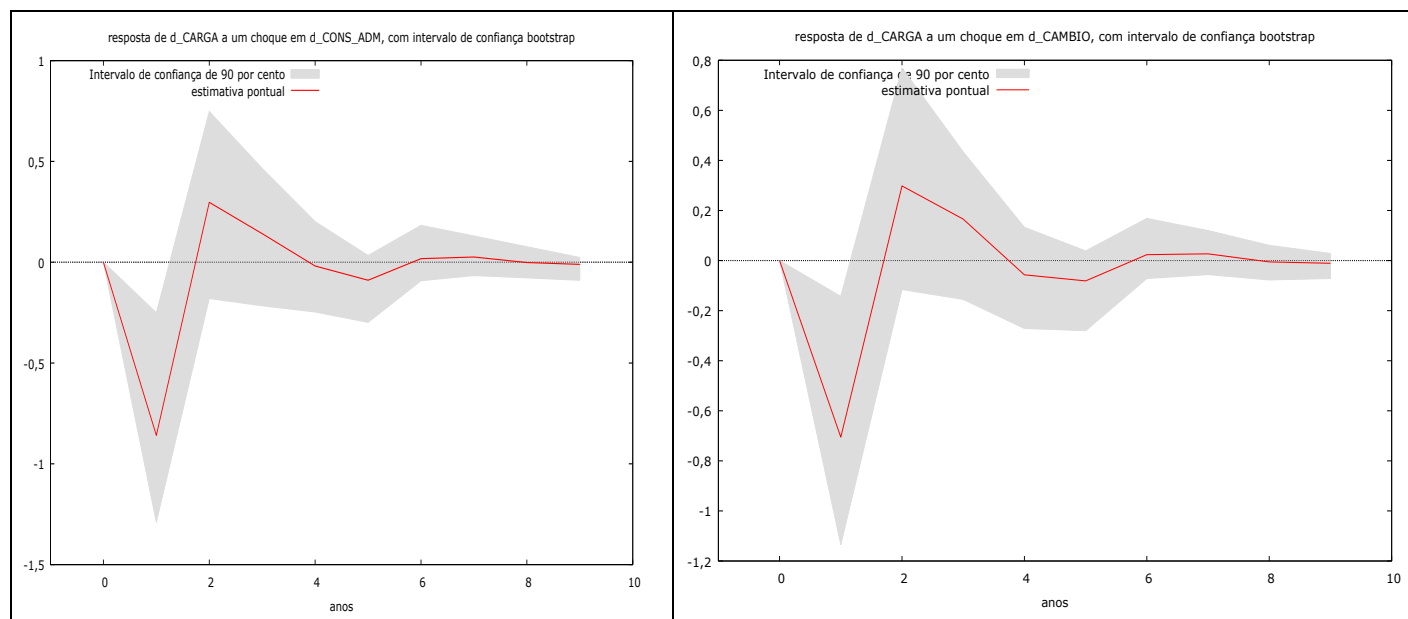 resposta de d_CARGA a um choque em d_CONS_ADM, com intervalo de confiança bootstrap
1
Intervalo de confiança de 90 por cento
estimativa pontual
0,5
0
-0,5
-1
-1,5
0 2 4 6 8 10
anos
resposta de d_CARGA a um choque em d_CAMBIO, com intervalo de confiança bootstrap
0,8
Intervalo de confiança de 90 por cento
estimativa pontual
0,6
0,4
0,2
0
-0,2
-0,4
-0,6
-0,8
-1
-1,2
0 2 4 6 8 10
anos